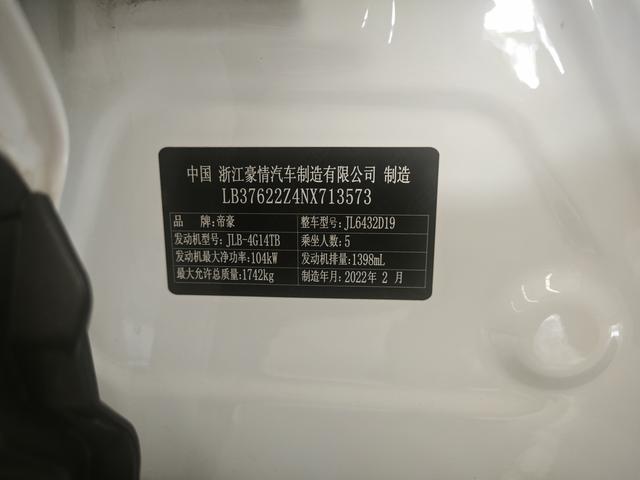 中国 浙江豪情汽车制造有限公司 制造
LB37622Z4NX713573
品 牌:帝豪 整车型号:JL6432D19
发动机型号:JLB-4G14TB 乘坐人数:5
发动机最大净功率:104kW 发动机排量:1398mL
最大允许总质量:1742kg 制造年月:2022年 2 月